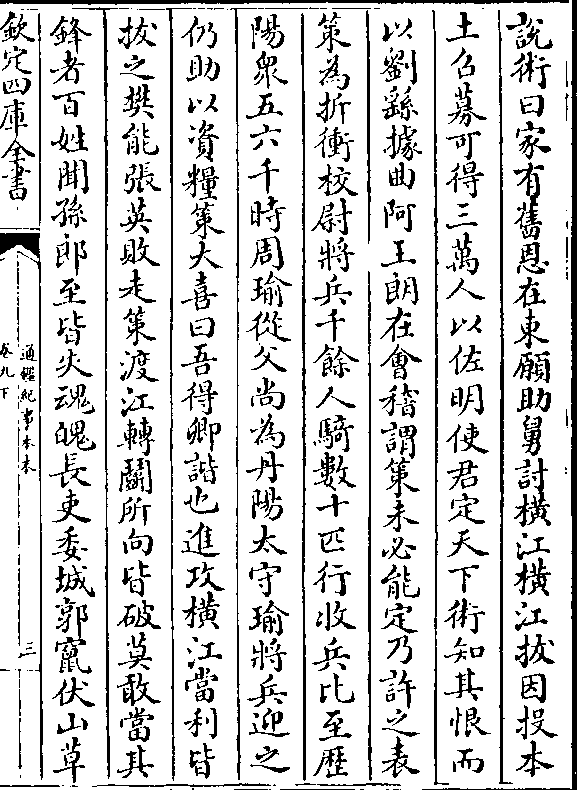 說術曰家有舊恩在東願助舅討橫江橫江拔因投本
土召募可得三萬人以佐明使君定天下術知其恨而
以劉繇據曲阿王朗在會稽謂策未必能定乃許之表
策為折衝校尉將兵千餘人騎數十匹行收兵比至歷
陽衆五六千時周瑜從父尚為丹陽太守瑜將兵迎之
仍助以資糧策大喜曰吾得卿諧也進攻橫江當利皆
拔之樊能張英敗走策渡江轉鬭所向皆破莫敢當其
鋒者百姓聞孫郎至皆失魂魄長吏委城郭竄伏山草
欽定四庫全書
通鑑紀事本末
卷九下
三